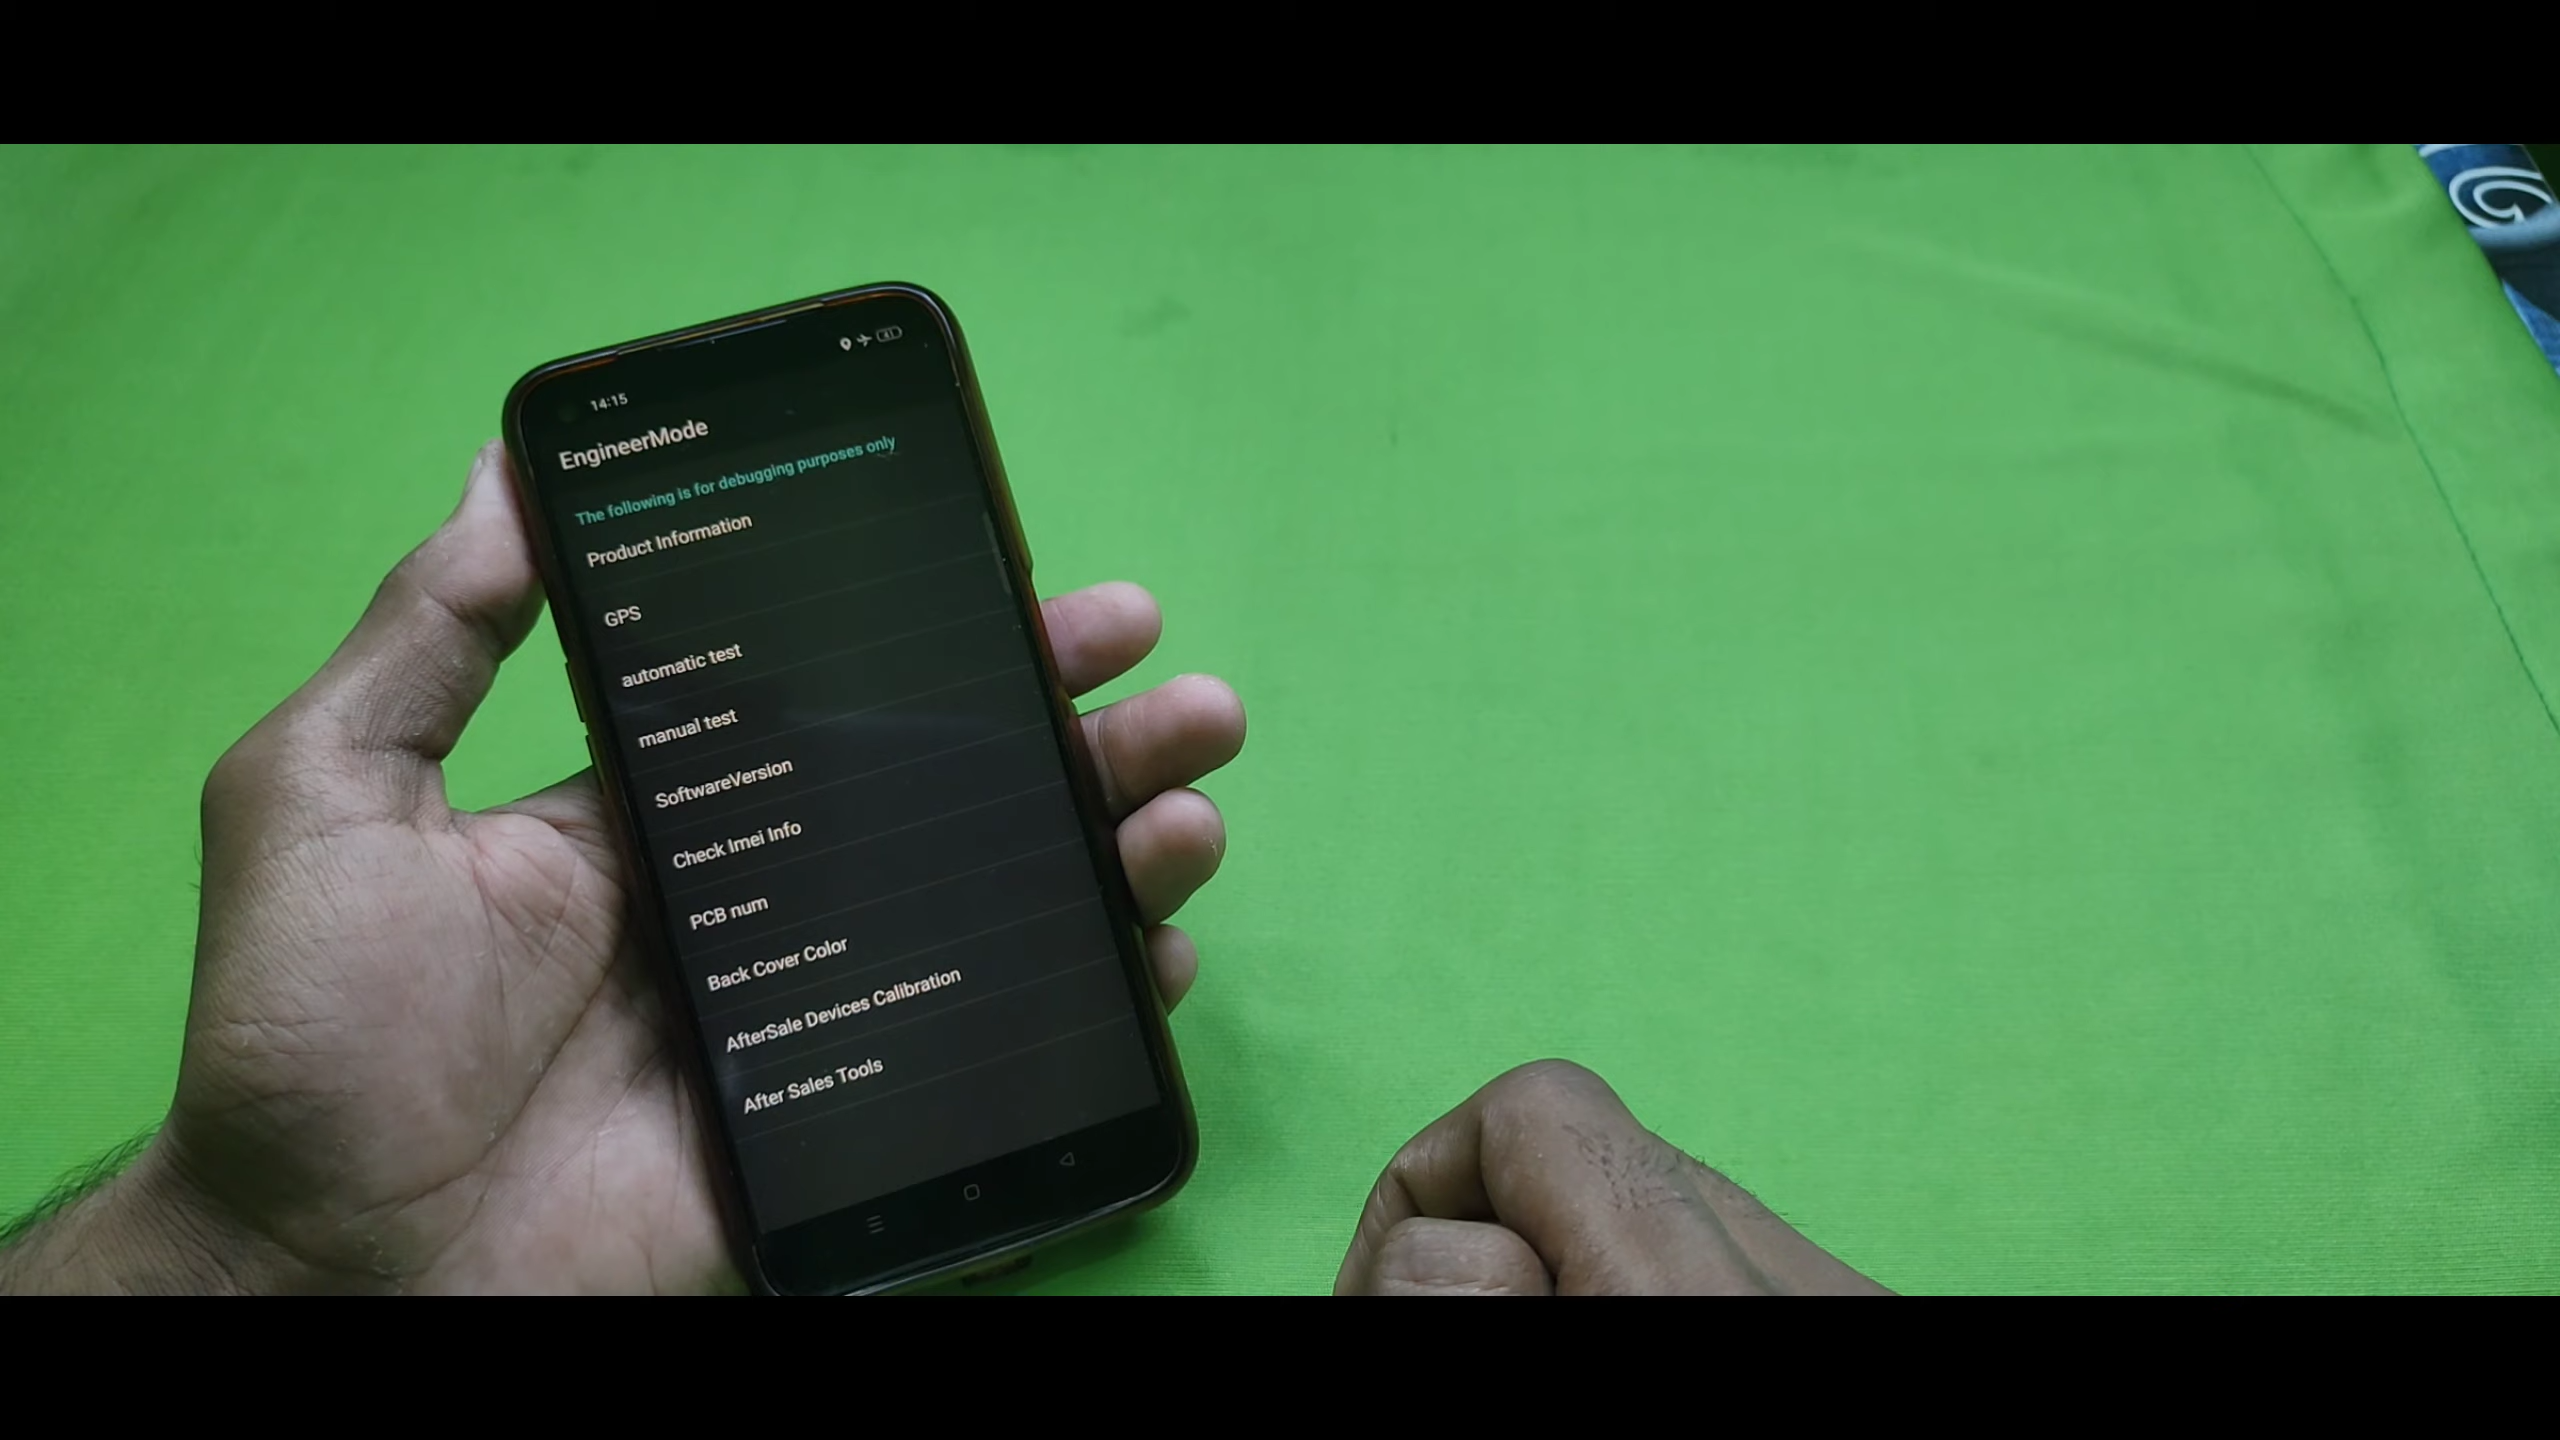 14:15
41
EngineerMode
The following is for debugging purposes only
Product Information
GPS
automatic test
manual test
SoftwareVersion
Check Imei Info
PCB num
Back Cover Color
AfterSale Devices Calibration
After Sales Tools